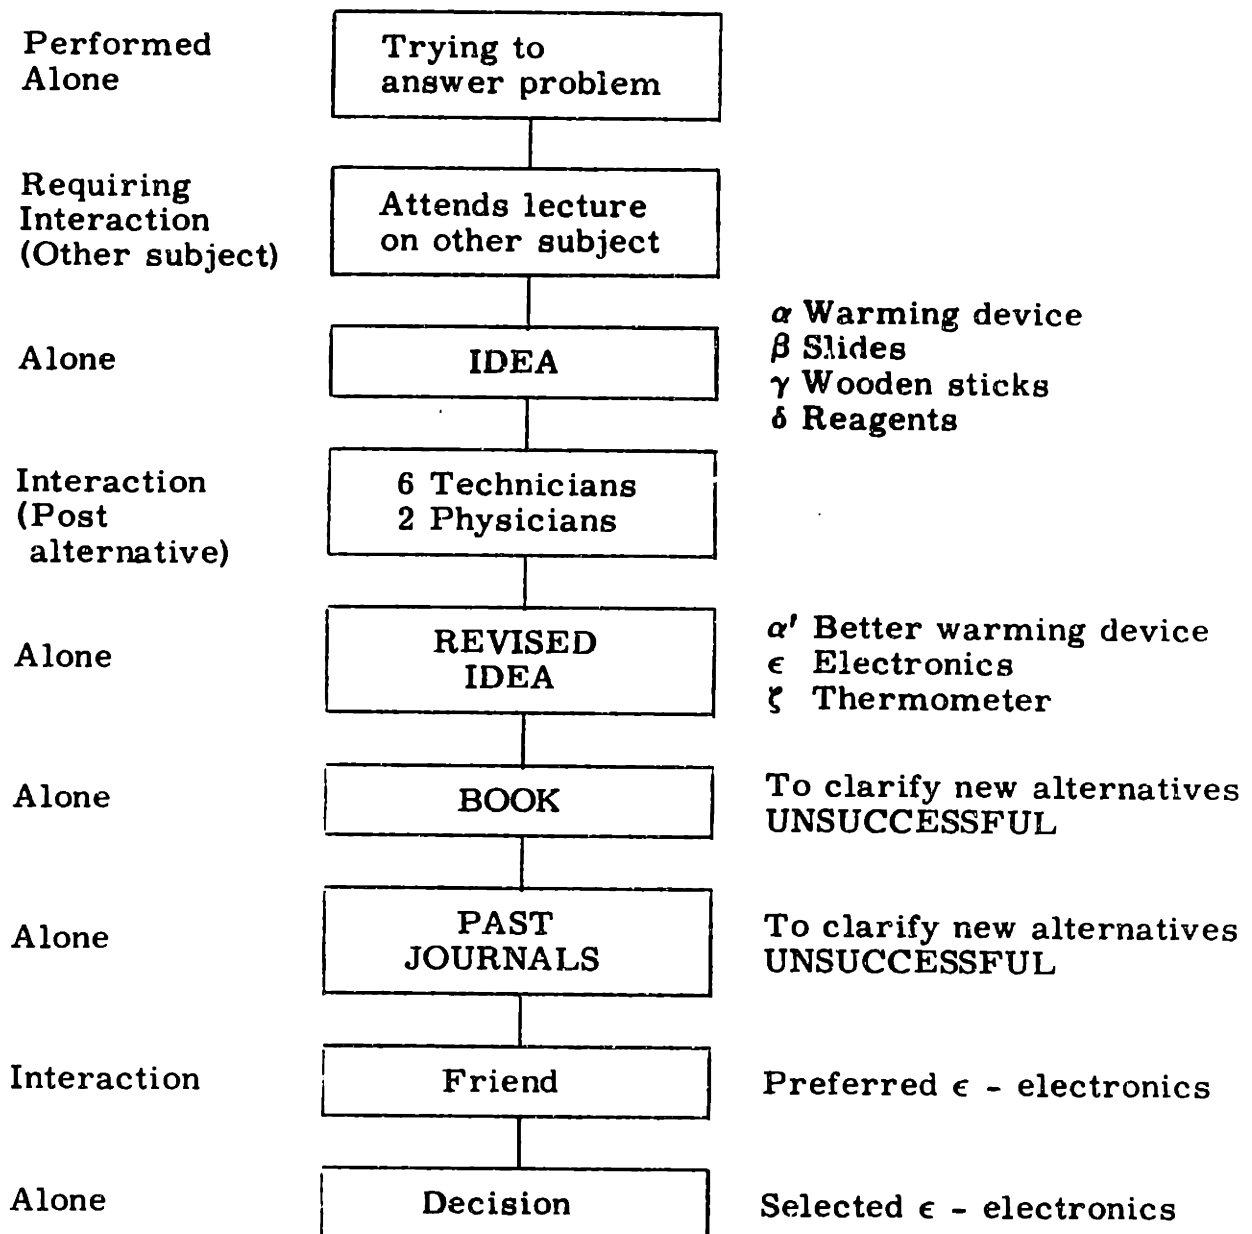 Performed
Alone
Trying to
answer problem
Requiring
Interaction
(Other subject)
Attends lecture
on other subject
Alone
IDEA
α Warming device
β Slides
γ Wooden sticks
δ Reagents
Interaction
(Post
alternative)
6 Technicians
2 Physicians
Alone
REVISED
IDEA
α' Better warming device
ϵ Electronics
ζ Thermometer
Alone
BOOK
To clarify new alternatives
UNSUCCESSFUL
Alone
PAST
JOURNALS
To clarify new alternatives
UNSUCCESSFUL
Interaction
Friend
Preferred ϵ - electronics
Alone
Decision
Selected ϵ - electronics